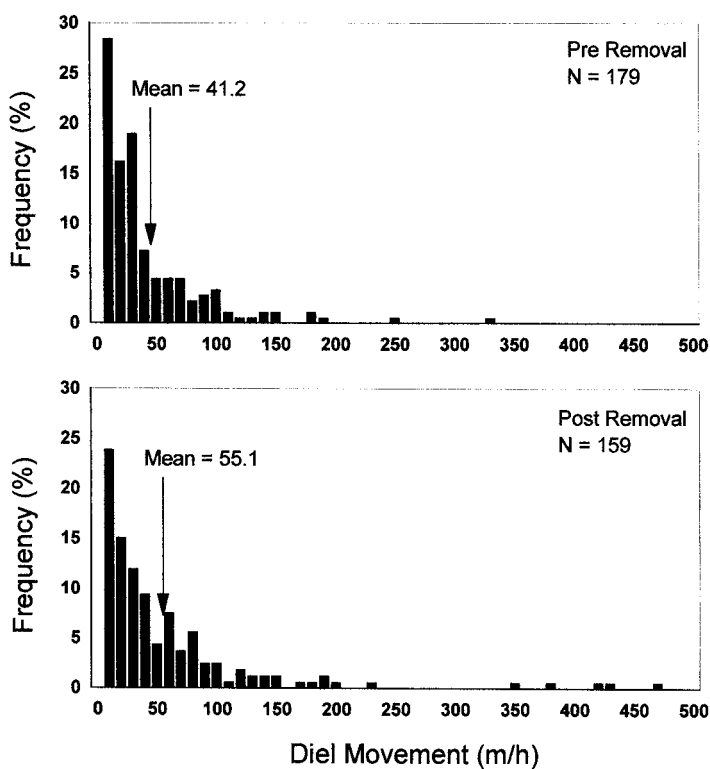 30
25
20
15
10
5
0
Frequency (%)
Mean = 41.2
Pre Removal
N = 179
0 50 100 150 200 250 300 350 400 450 500
30
25
20
15
10
5
0
Frequency (%)
Mean = 55.1
Post Removal
N = 159
0 50 100 150 200 250 300 350 400 450 500
Diel Movement (m/h)